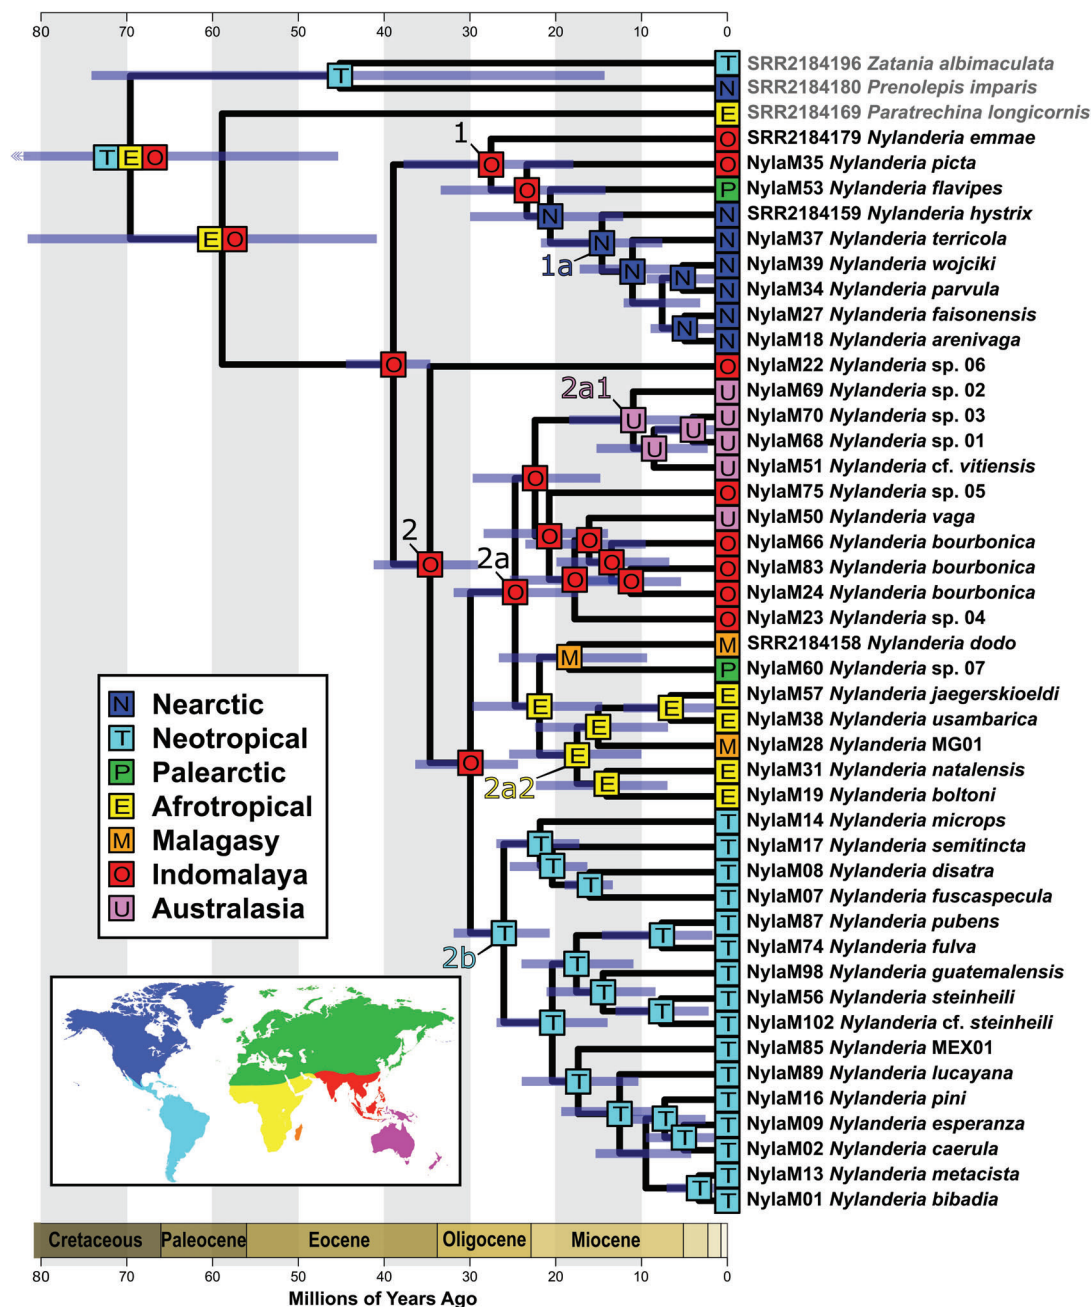 80 70 60 50 40 30 20 10 0
T SRR2184196 Zatania albimaculata
T
N SRR2184180 Prenolepis imparis
E SRR2184169 Paratrechina longicornis
1
O SRR2184179 Nylanderia emmae
T E O
O
O NylaM35 Nylanderia picta
O
P NylaM53 Nylanderia flavipes
N
N SRR2184159 Nylanderia hystrix
E O
N
N NylaM37 Nylanderia terricola
1a
N
N NylaM39 Nylanderia wojciki
N
N NylaM34 Nylanderia parvula
N NylaM27 Nylanderia faisonensis
N
N NylaM18 Nylanderia arenivaga
O
O NylaM22 Nylanderia sp. 06
2a1
U NylaM69 Nylanderia sp. 02
U
U NylaM70 Nylanderia sp. 03
U
U NylaM68 Nylanderia sp. 01
U
U NylaM51 Nylanderia cf. vitiensis
O
O NylaM75 Nylanderia sp. 05
U NylaM50 Nylanderia vaga
2
O
O
O NylaM66 Nylanderia bourbonica
2a
O
O
O NylaM83 Nylanderia bourbonica
O
O
O
O NylaM24 Nylanderia bourbonica
O NylaM23 Nylanderia sp. 04
M SRR2184158 Nylanderia dodo
M
P NylaM60 Nylanderia sp. 07
E NylaM57 Nylanderia jaegerskioeldi
E
E
E NylaM38 Nylanderia usambarica
E
M NylaM28 Nylanderia MG01
O
E
2a2
E NylaM31 Nylanderia natalensis
E
E NylaM19 Nylanderia boltoni
T NylaM14 Nylanderia microps
T
T NylaM17 Nylanderia semitincta
T
T NylaM08 Nylanderia disatra
T
T NylaM07 Nylanderia fuscaspecula
T NylaM87 Nylanderia pubens
T
T
T NylaM74 Nylanderia fulva
2b
T
T NylaM98 Nylanderia guatemalensis
T
T NylaM56 Nylanderia steinheili
T
T
T NylaM102 Nylanderia cf. steinheili
T NylaM85 Nylanderia MEX01
T
T NylaM89 Nylanderia lucayana
T NylaM16 Nylanderia pini
T
T
T NylaM09 Nylanderia esperanza
T
T NylaM02 Nylanderia caerula
T NylaM13 Nylanderia metacista
T
T NylaM01 Nylanderia bibadia
N Nearctic
T Neotropical
P Palearctic
E Afrotropical
M Malagasy
O Indomalaya
U Australasia
Cretaceous Paleocene Eocene Oligocene Miocene
80 70 60 50 40 30 20 10 0
Millions of Years Ago